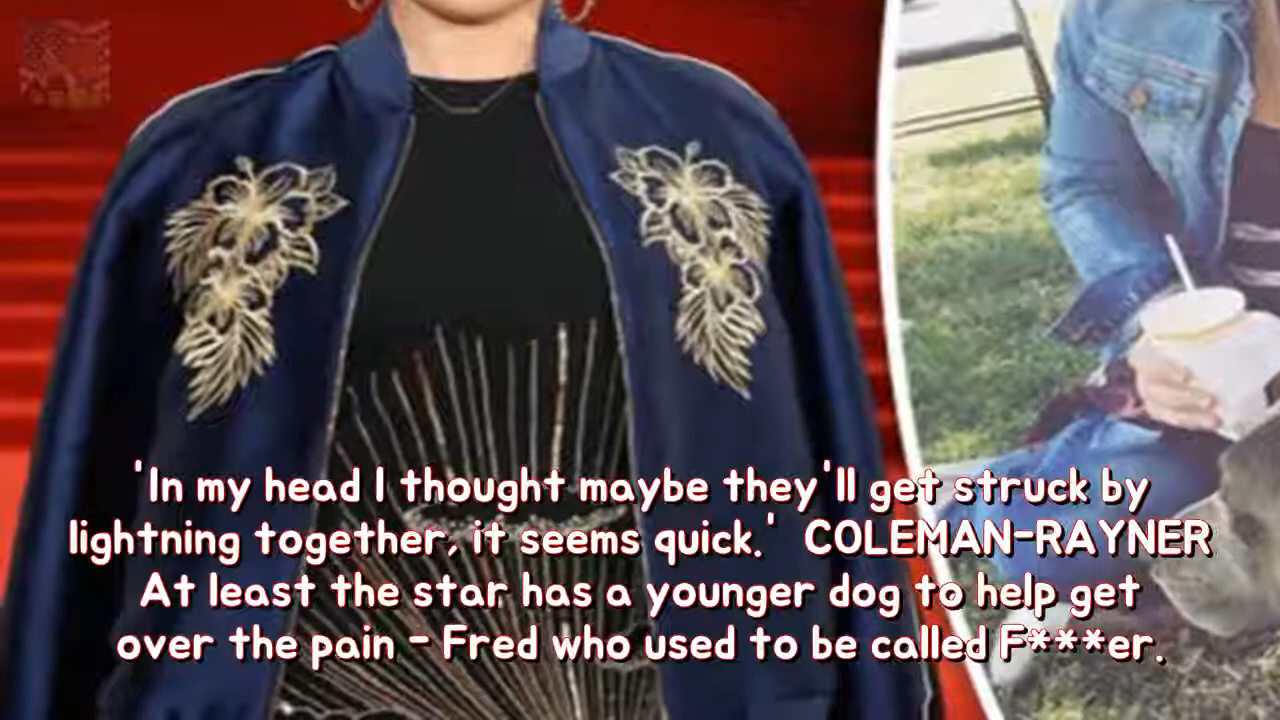 'In my head I thought maybe they'll get struck by
lightning together, it seems quick.' COLEMAN-RAYNER
At least the star has a younger dog to help get
over the pain - Fred who used to be called F***er.